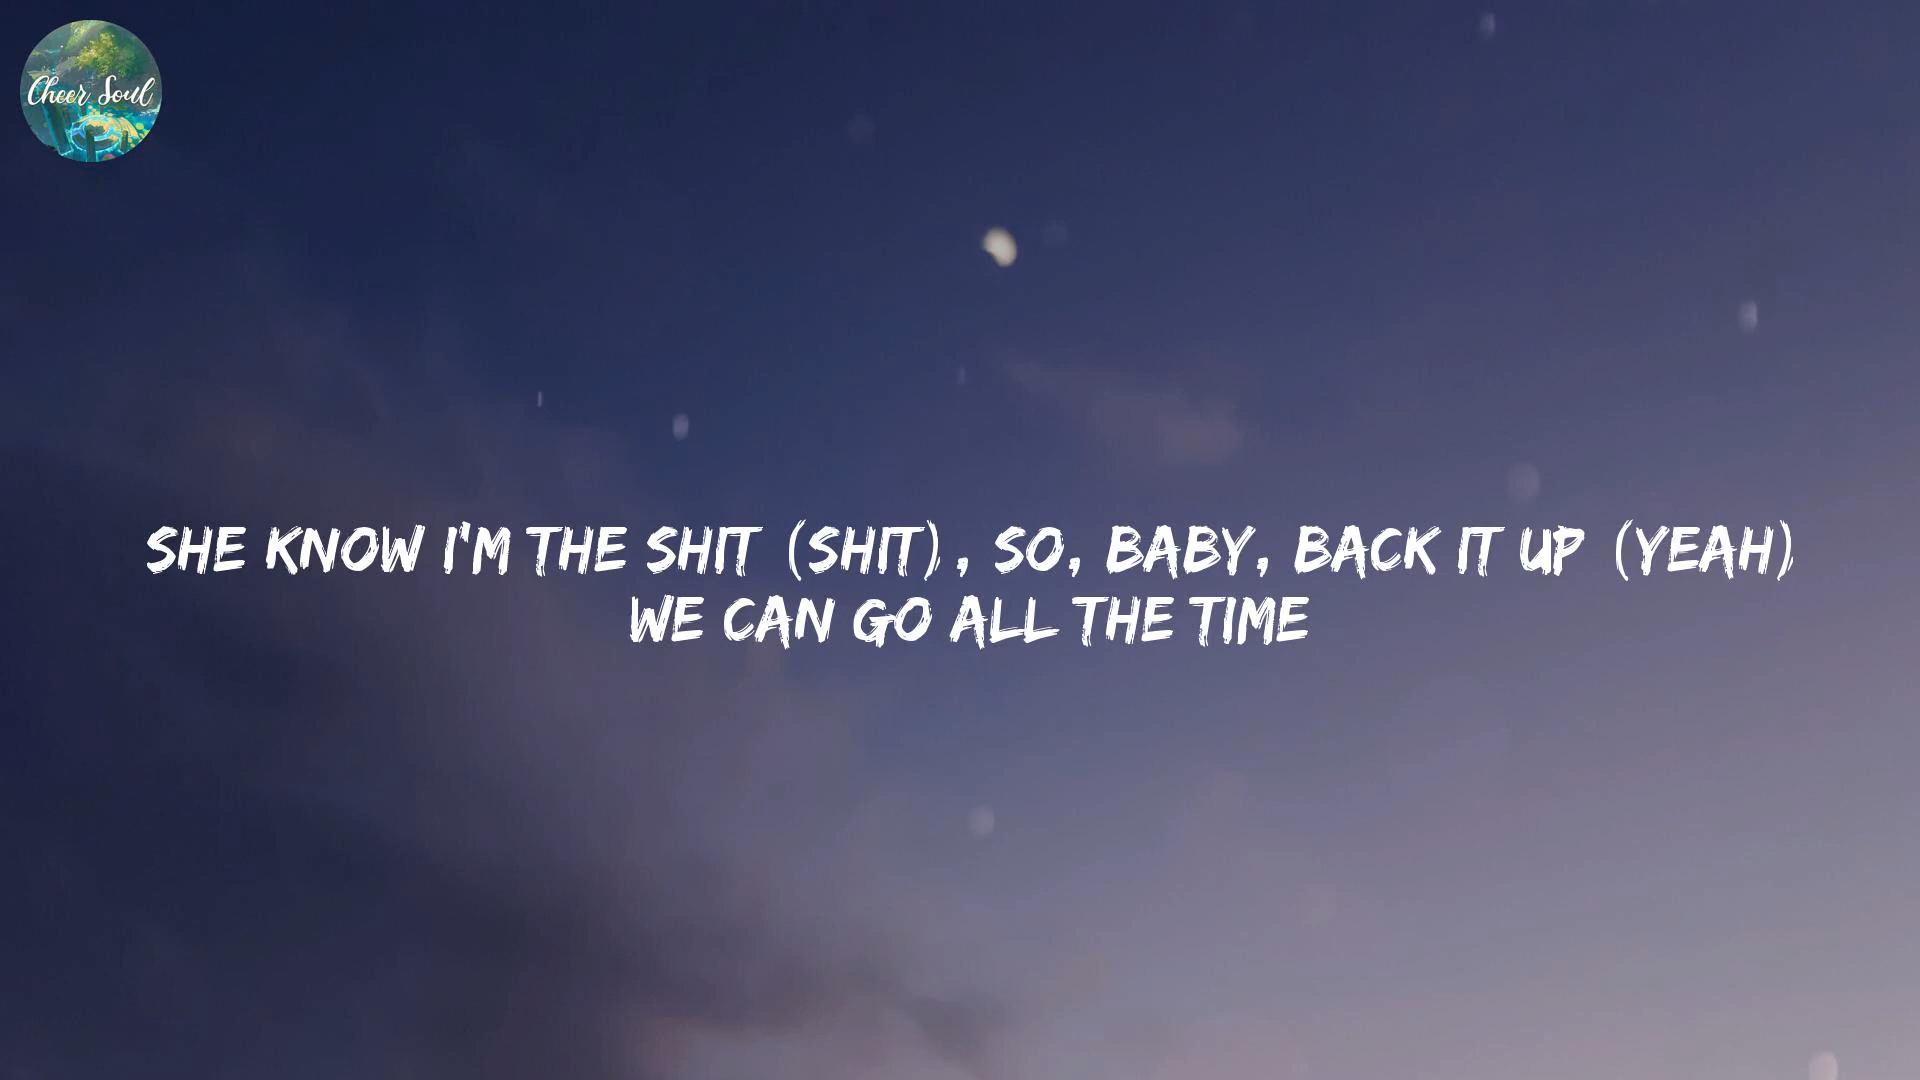 Cheer Soul
SHE KNOW I'M THE SHIT (SHIT), SO, BABY, BACK IT UP (YEAH)
WE CAN GO ALL THE TIME